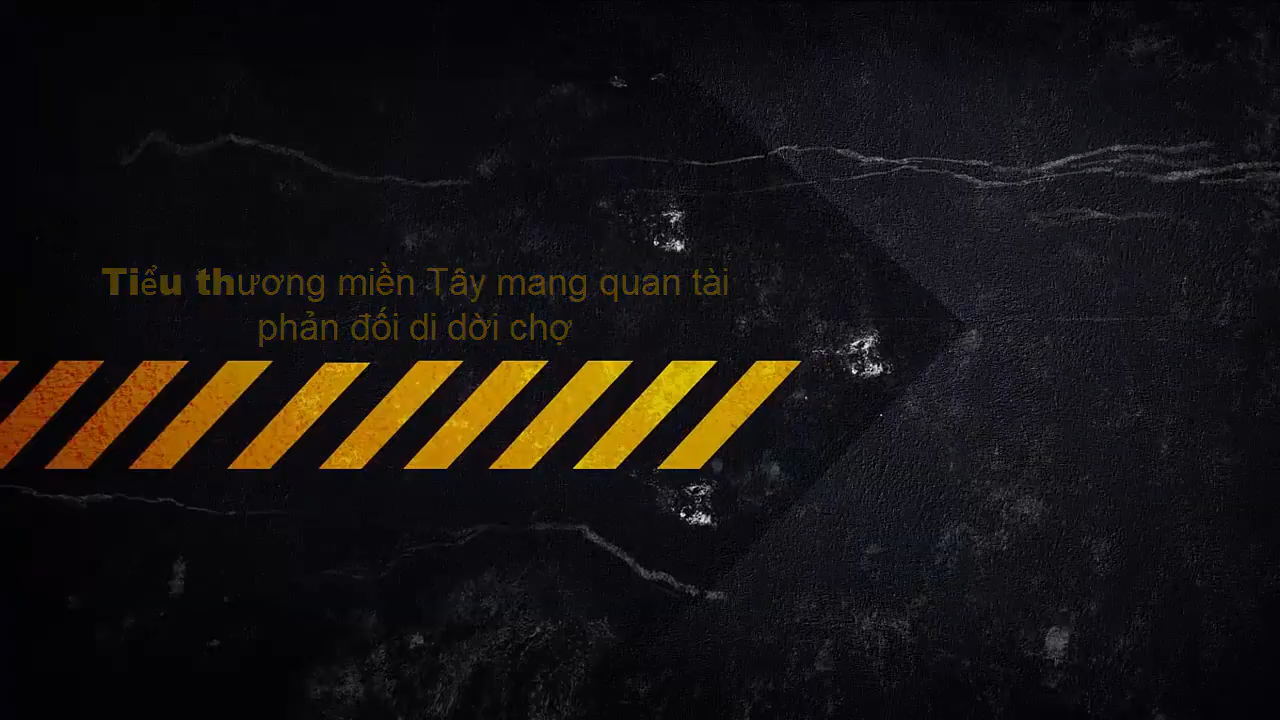 Tiểu thương miền Tây mang quan tài
phản đối di dời chợ